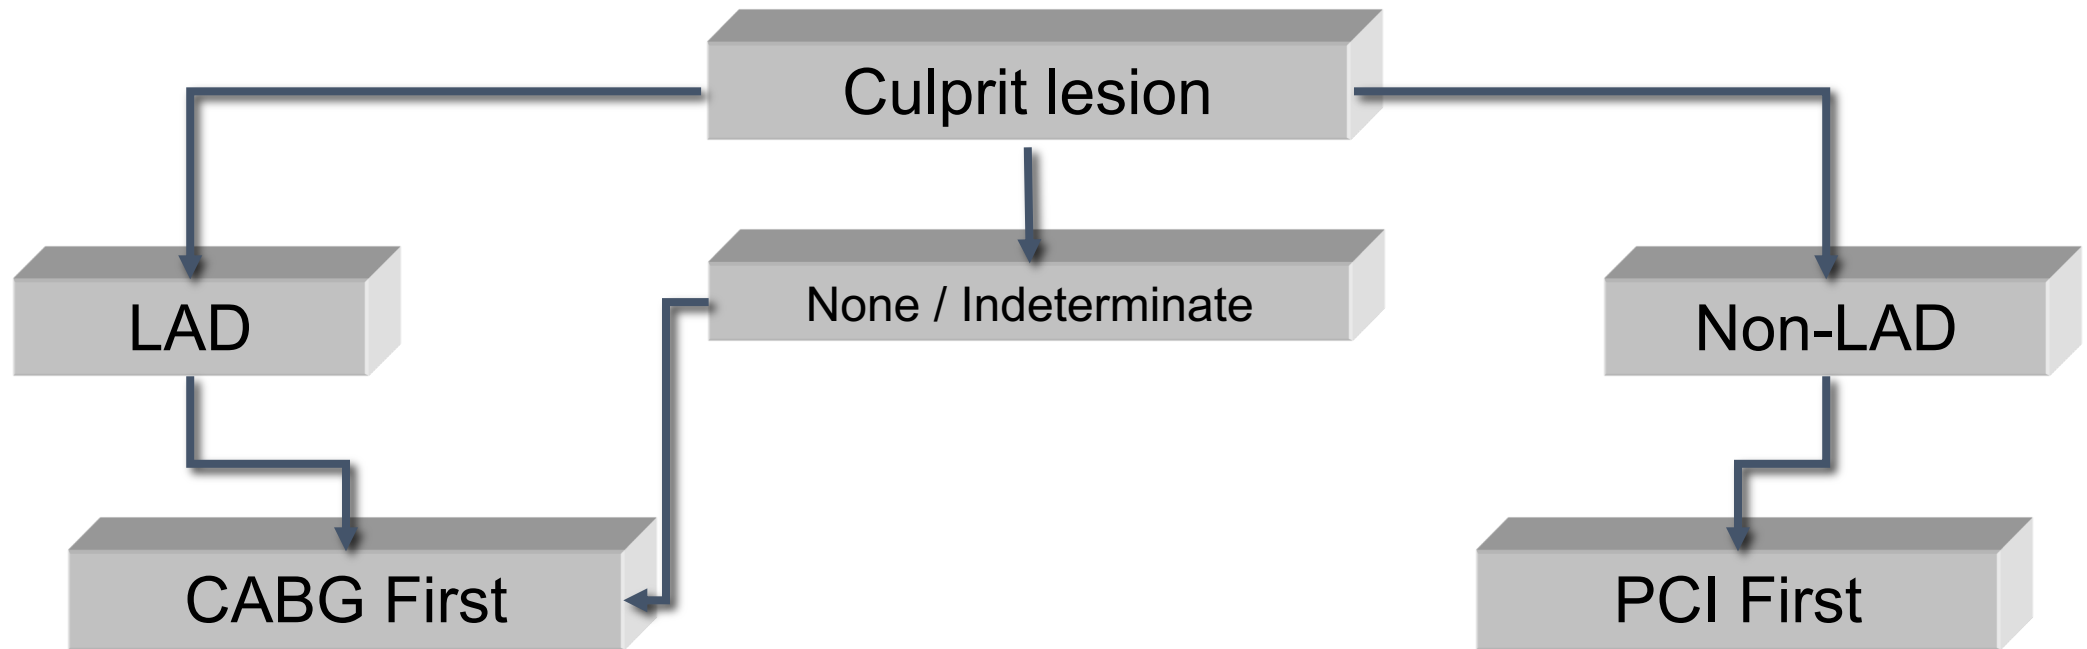 Culprit lesion
None / Indeterminate
LAD
Non-LAD
CABG First
PCI First